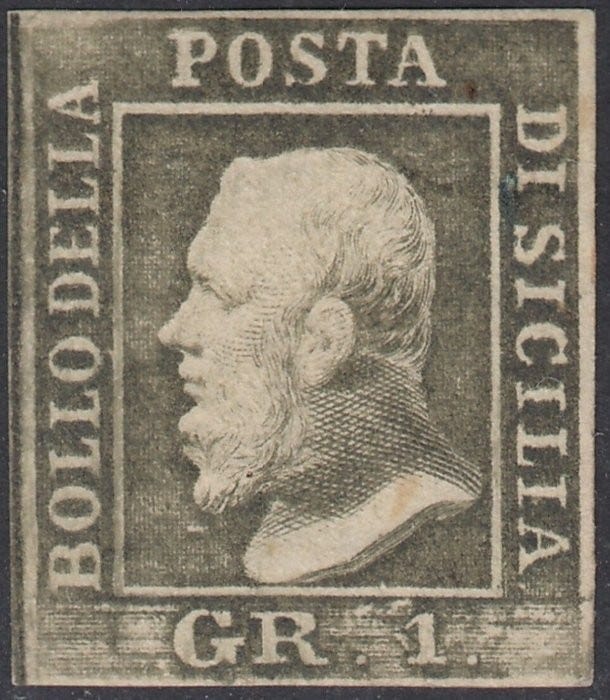 BOLLO DELLA
POSTA
DI SICILIA
GR. 1.